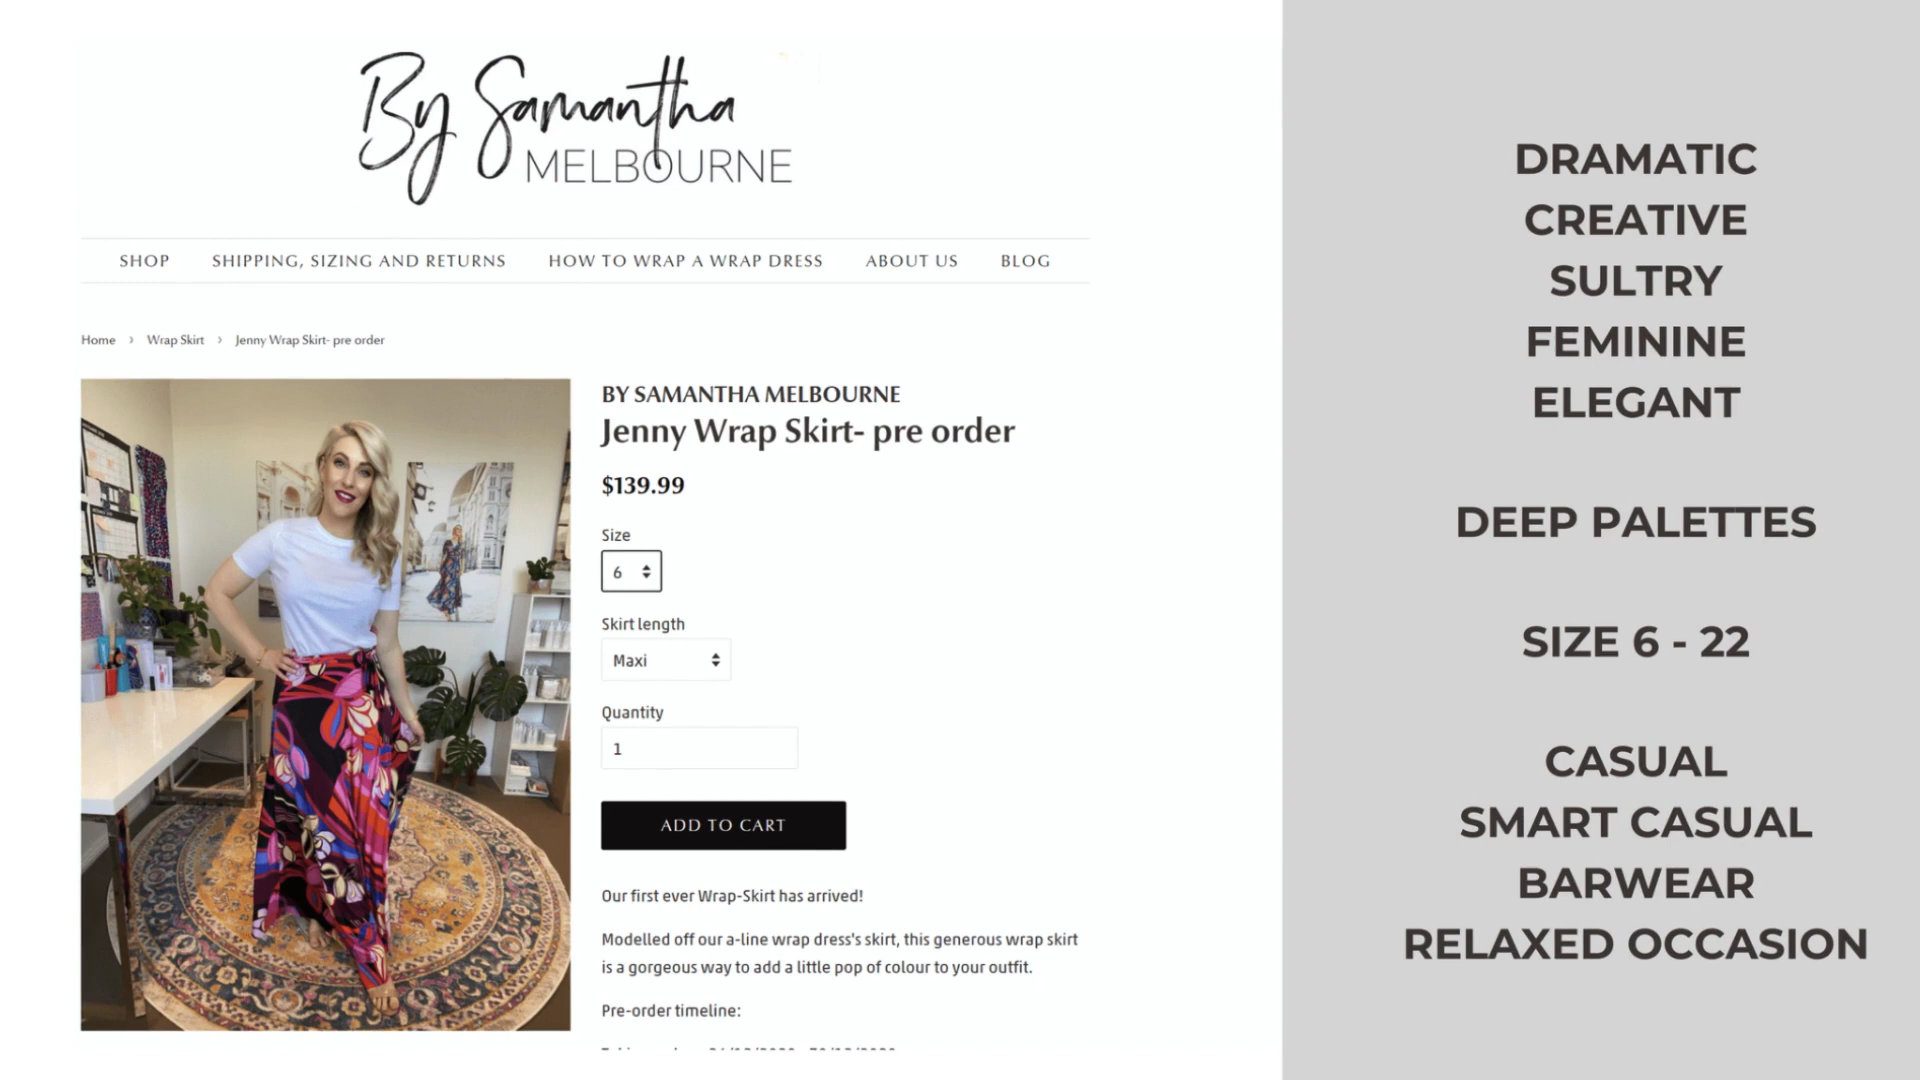 By Samantha
MELBOURNE
SHOP
SHIPPING, SIZING AND RETURNS
HOW TO WRAP A WRAP DRESS
ABOUT US
BLOG
Home › Wrap Skirt › Jenny Wrap Skirt- pre order
BY SAMANTHA MELBOURNE
Jenny Wrap Skirt- pre order
$139.99
Size
6
Skirt length
Maxi
Quantity
1
ADD TO CART
Our first ever Wrap-Skirt has arrived!
Modelled off our a-line wrap dress's skirt, this generous wrap skirt
is a gorgeous way to add a little pop of colour to your outfit.
Pre-order timeline:
DRAMATIC
CREATIVE
SULTRY
FEMININE
ELEGANT
DEEP PALETTES
SIZE 6 - 22
CASUAL
SMART CASUAL
BARWEAR
RELAXED OCCASION